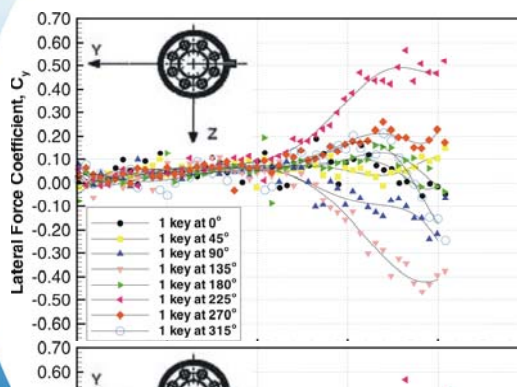 0.70
0.60
0.50
0.40
0.30
0.20
0.10
0.00
-0.10
-0.20
-0.30
-0.40
-0.50
-0.60
Lateral Force Coefficient, Cy
Y
Z
1 key at 0°
1 key at 45°
1 key at 90°
1 key at 135°
1 key at 180°
1 key at 225°
1 key at 270°
1 key at 315°
0.70
0.60
Y